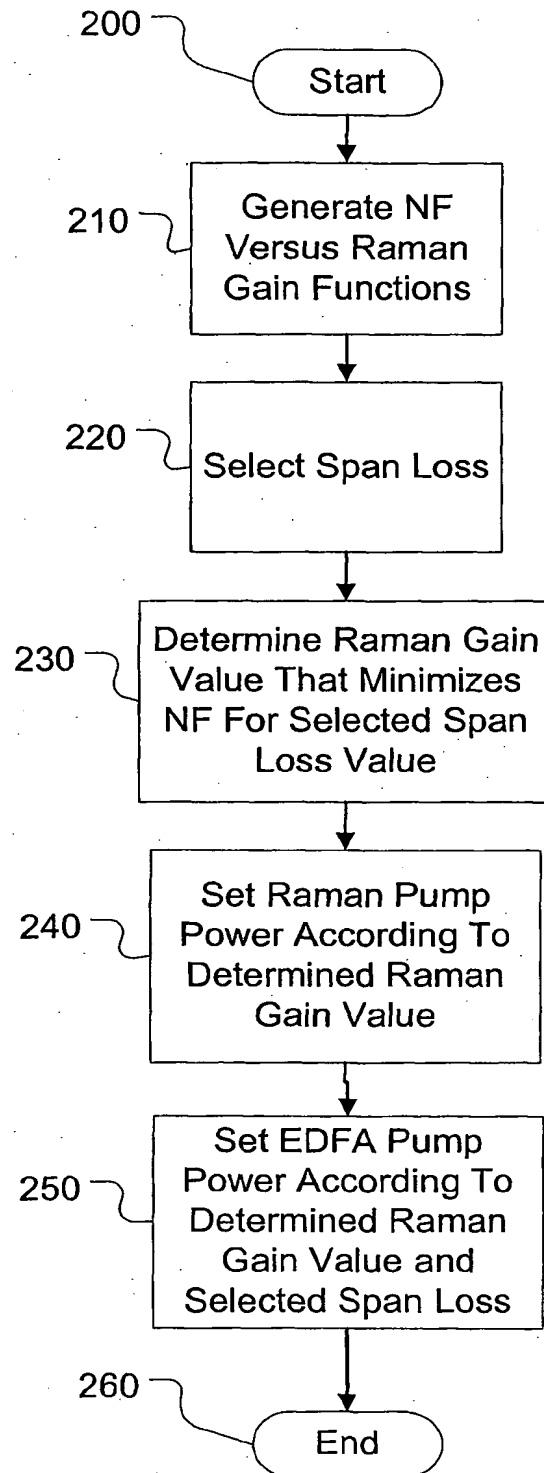 200
Start
210
Generate NF
Versus Raman
Gain Functions
220
Select Span Loss
230
Determine Raman Gain
Value That Minimizes
NF For Selected Span
Loss Value
240
Set Raman Pump
Power According To
Determined Raman
Gain Value
250
Set EDFA Pump
Power According To
Determined Raman
Gain Value and
Selected Span Loss
260
End